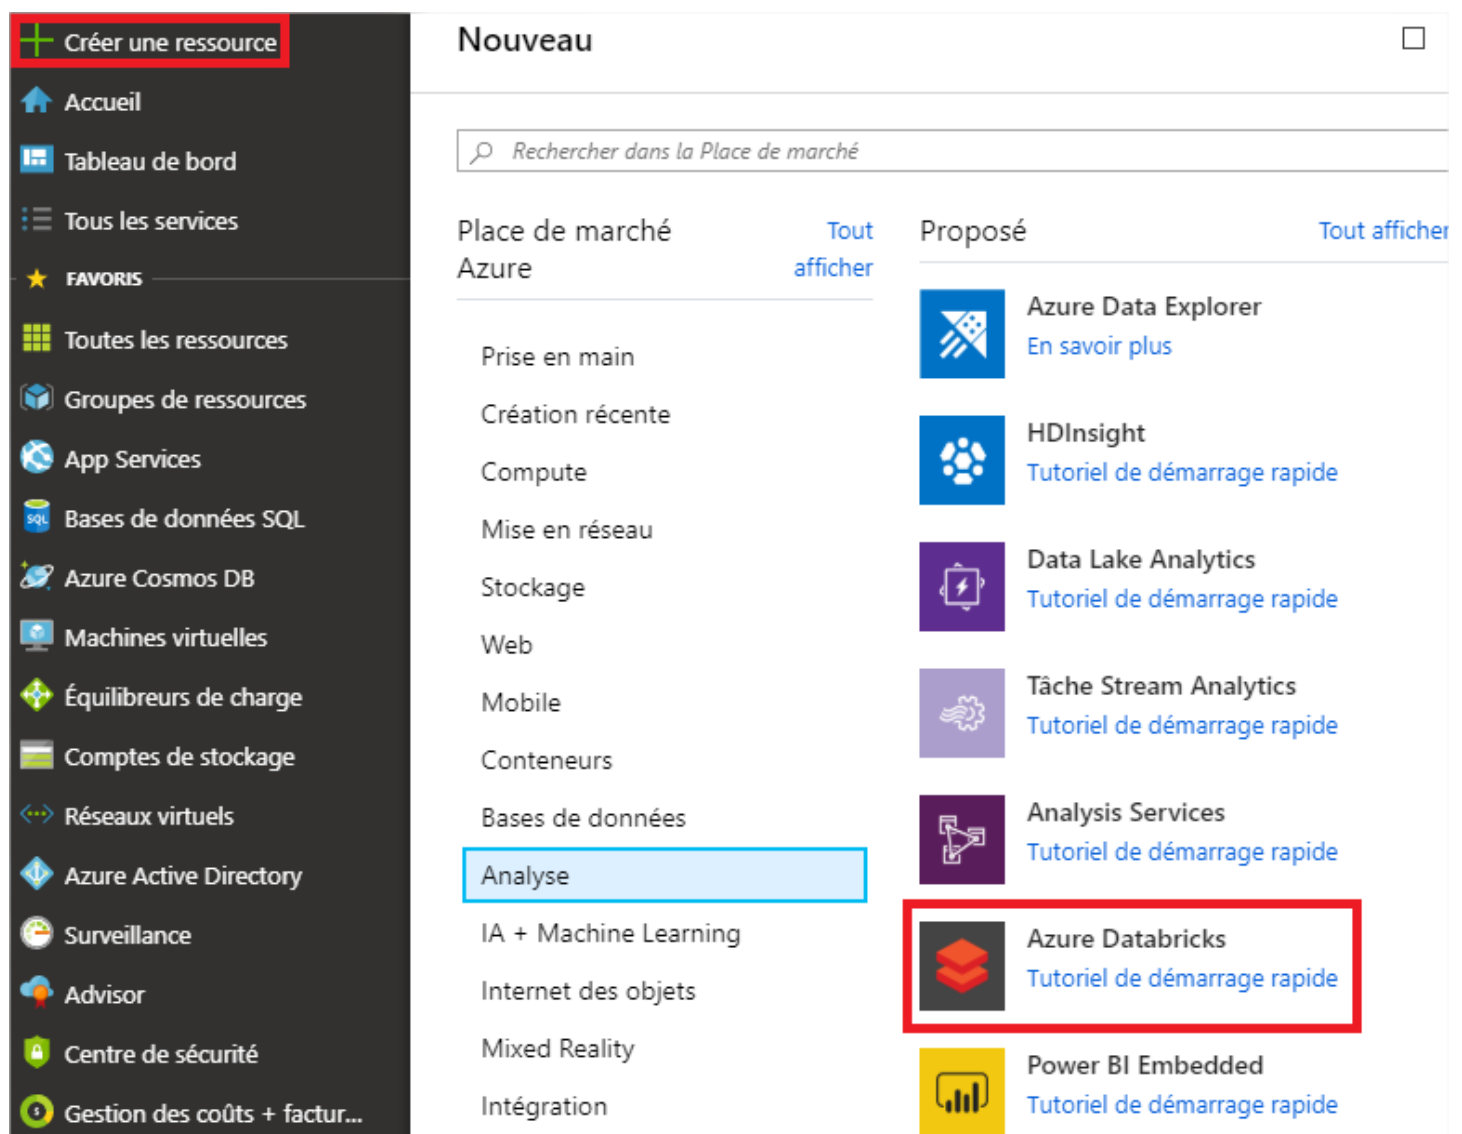 Créer une ressource
Accueil
Tableau de bord
Tous les services
FAVORIS
Toutes les ressources
Groupes de ressources
App Services
SQL
Bases de données SQL
Azure Cosmos DB
Machines virtuelles
Équilibreurs de charge
Comptes de stockage
Réseaux virtuels
Azure Active Directory
Surveillance
Advisor
Centre de sécurité
Gestion des coûts + factur...
Nouveau
Rechercher dans la Place de marché
Place de marché
Azure
Tout
afficher
Prise en main
Création récente
Compute
Mise en réseau
Stockage
Web
Mobile
Conteneurs
Bases de données
Analyse
IA + Machine Learning
Internet des objets
Mixed Reality
Intégration
Proposé
Tout afficher
Azure Data Explorer
En savoir plus
HDInsight
Tutoriel de démarrage rapide
Data Lake Analytics
Tutoriel de démarrage rapide
Tâche Stream Analytics
Tutoriel de démarrage rapide
Analysis Services
Tutoriel de démarrage rapide
Azure Databricks
Tutoriel de démarrage rapide
Power BI Embedded
Tutoriel de démarrage rapide